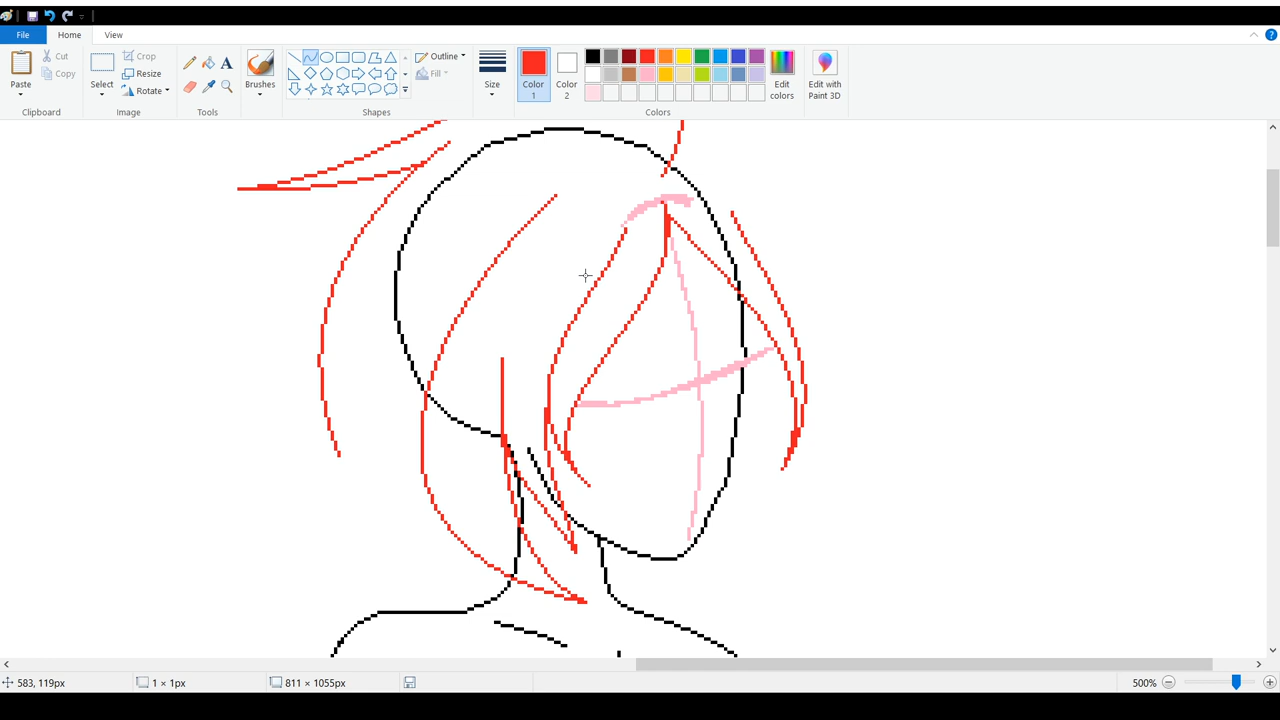 File Home View
Paste
Cut
Copy
Clipboard
Select
Crop
Resize
Rotate
Image
A
Tools
Brushes
Outline
Fill
Shapes
Size
Color
1
Color
2
Edit
colors
Colors
Edit with
Paint 3D
583, 119px
1 × 1px
811 × 1055px
500%